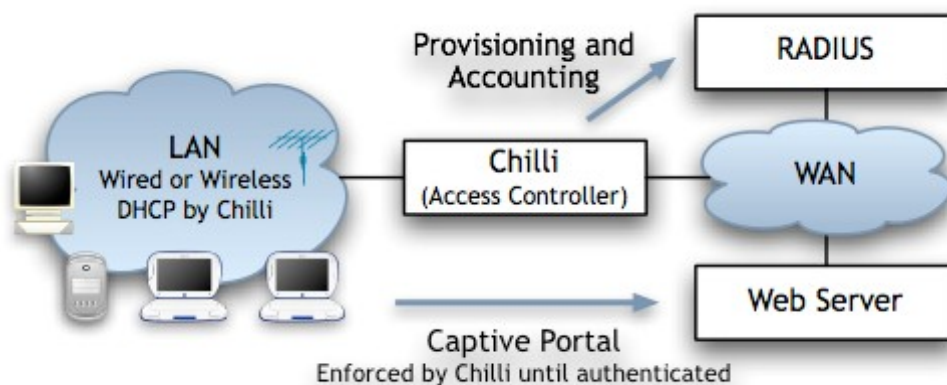 Provisioning and
Accounting
RADIUS
LAN
Wired or Wireless
DHCP by Chilli
Chilli
(Access Controller)
WAN
Web Server
Captive Portal
Enforced by Chilli until authenticated